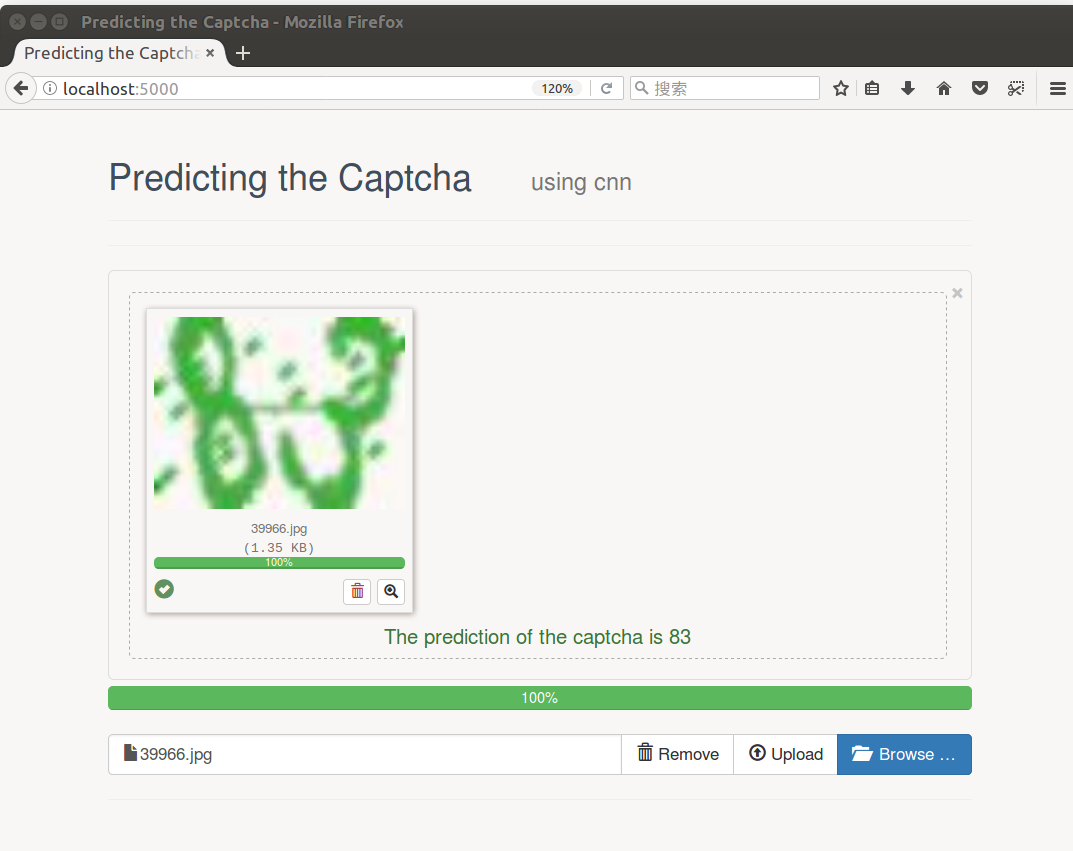 Predicting the Captcha - Mozilla Firefox
Predicting the Captcha
localhost:5000
120%
搜索
Predicting the Captcha using cnn
83
39966.jpg
(1.35 KB)
100%
The prediction of the captcha is 83
100%
39966.jpg
Remove
Upload
Browse …